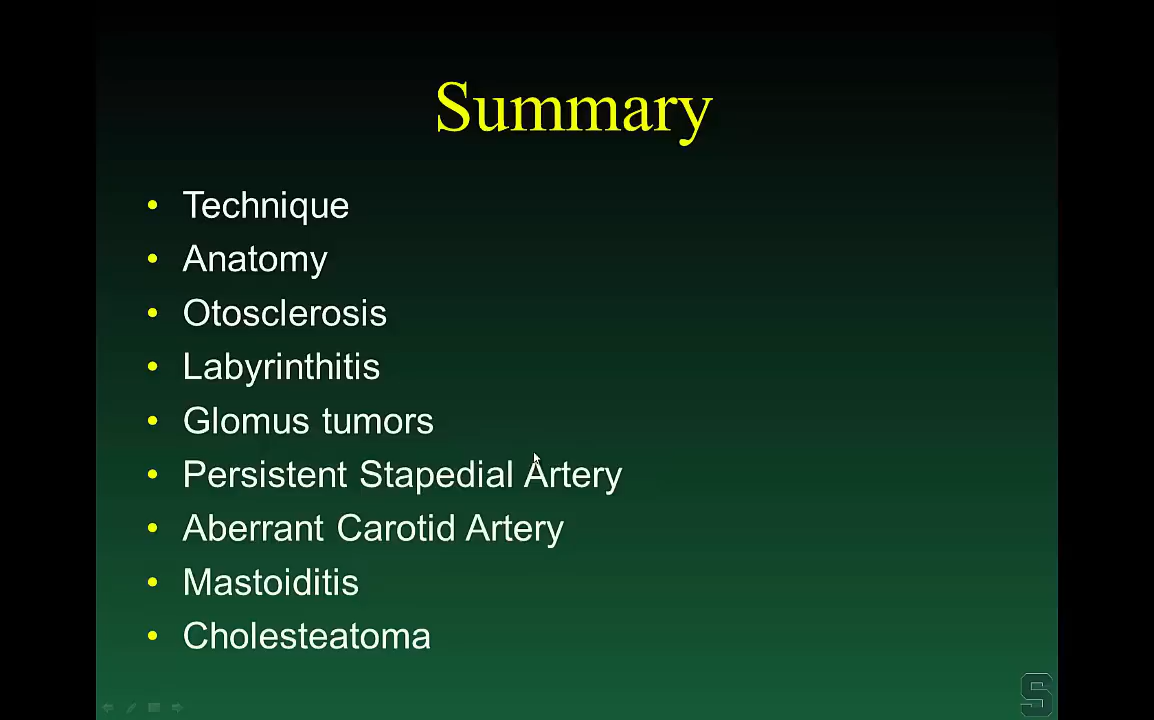 Summary
• Technique
• Anatomy
• Otosclerosis
• Labyrinthitis
• Glomus tumors
• Persistent Stapedial Artery
• Aberrant Carotid Artery
• Mastoiditis
• Cholesteatoma
S